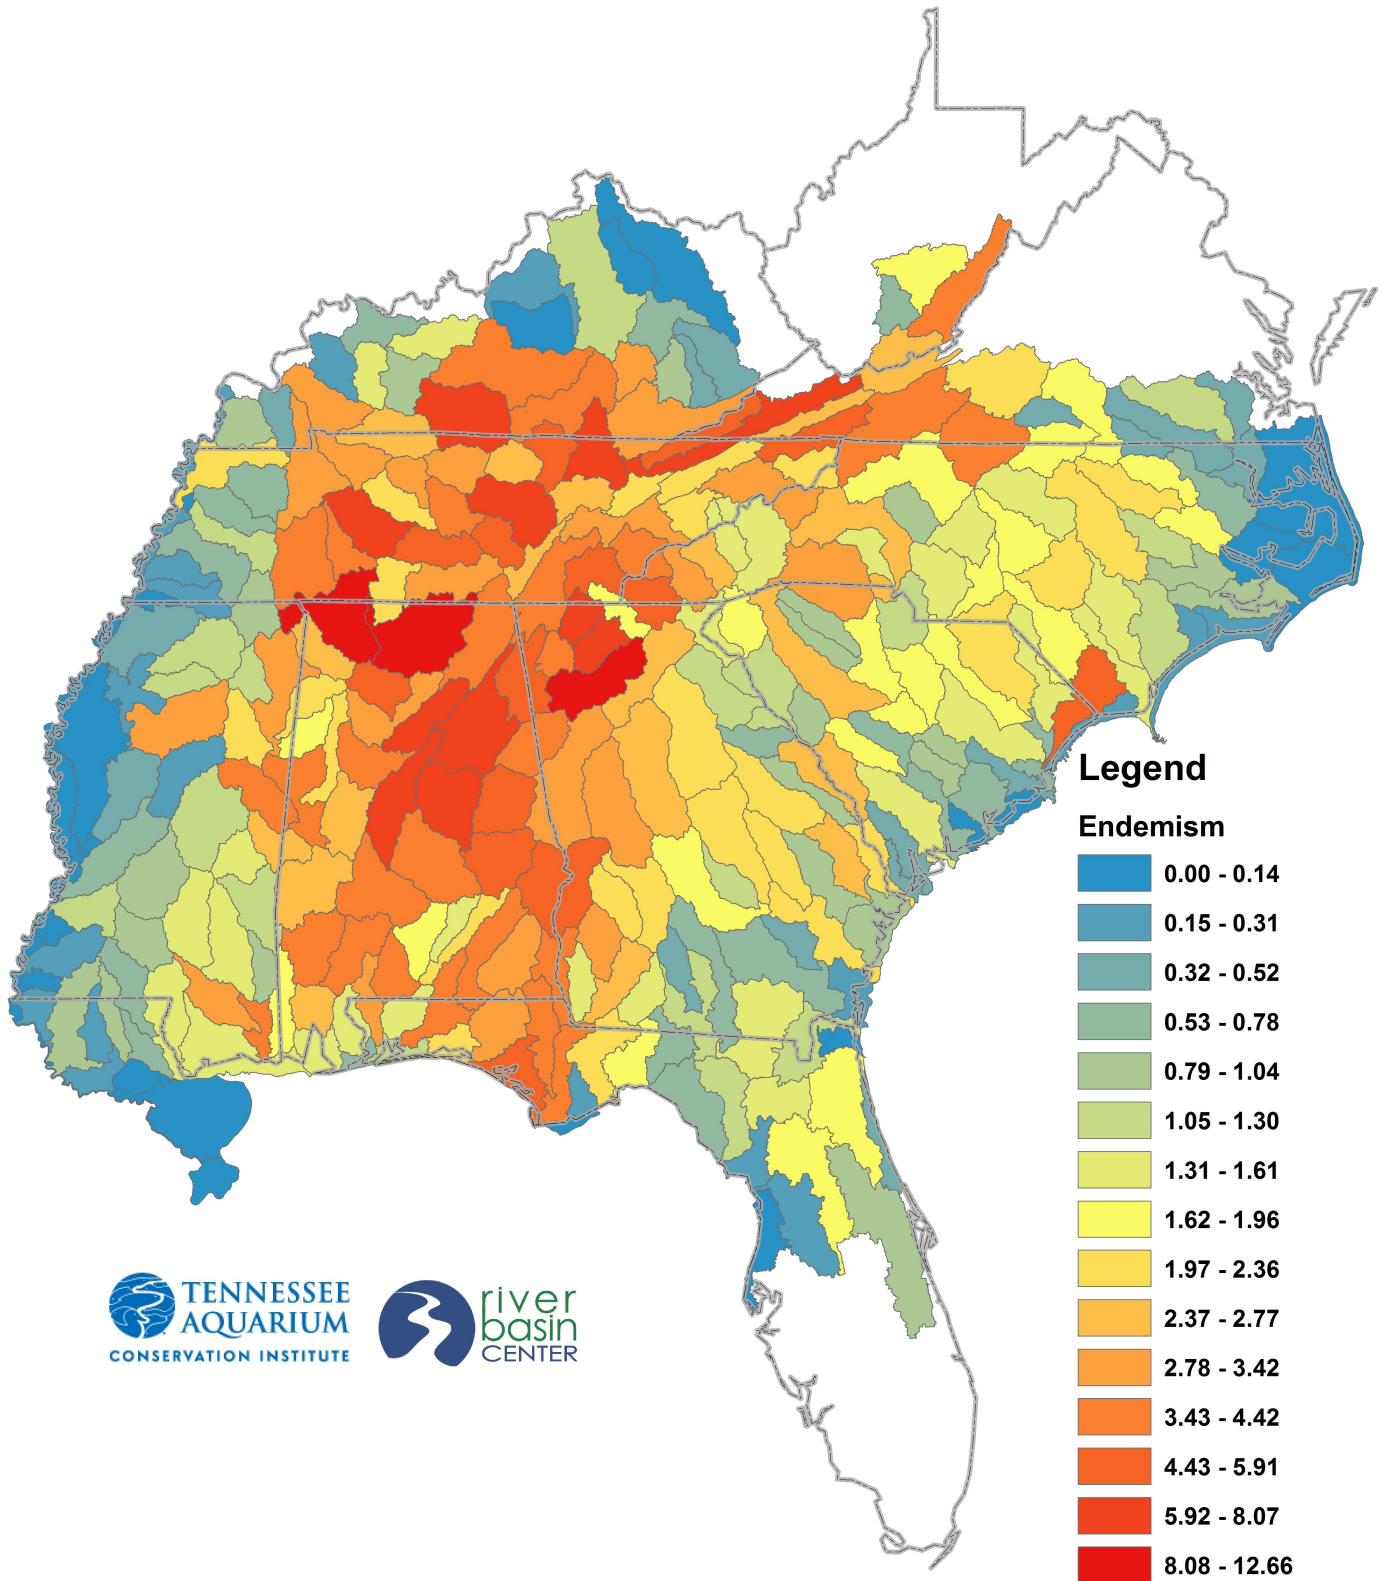 Legend
Endemism
0.00 - 0.14
0.15 - 0.31
0.32 - 0.52
0.53 - 0.78
0.79 - 1.04
1.05 - 1.30
1.31 - 1.61
1.62 - 1.96
1.97 - 2.36
2.37 - 2.77
2.78 - 3.42
3.43 - 4.42
4.43 - 5.91
5.92 - 8.07
8.08 - 12.66
TENNESSEE
AQUARIUM
CONSERVATION INSTITUTE
river
basin
CENTER